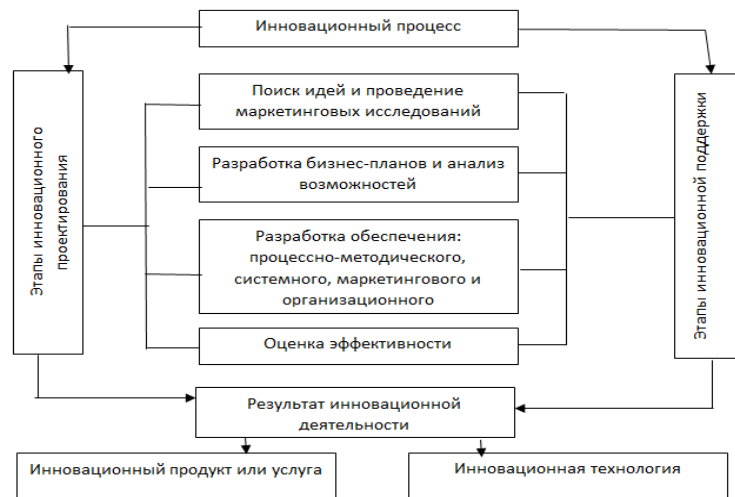 Инновационный процесс
Этапы инновационного
проектирования
Поиск идей и проведение
маркетинговых исследований
Разработка бизнес-планов и анализ
возможностей
Разработка обеспечения:
процессно-методического,
системного, маркетингового и
организационного
Оценка эффективности
Этапы инновационной поддержки
Результат инновационной
деятельности
Инновационный продукт или услуга
Инновационная технология